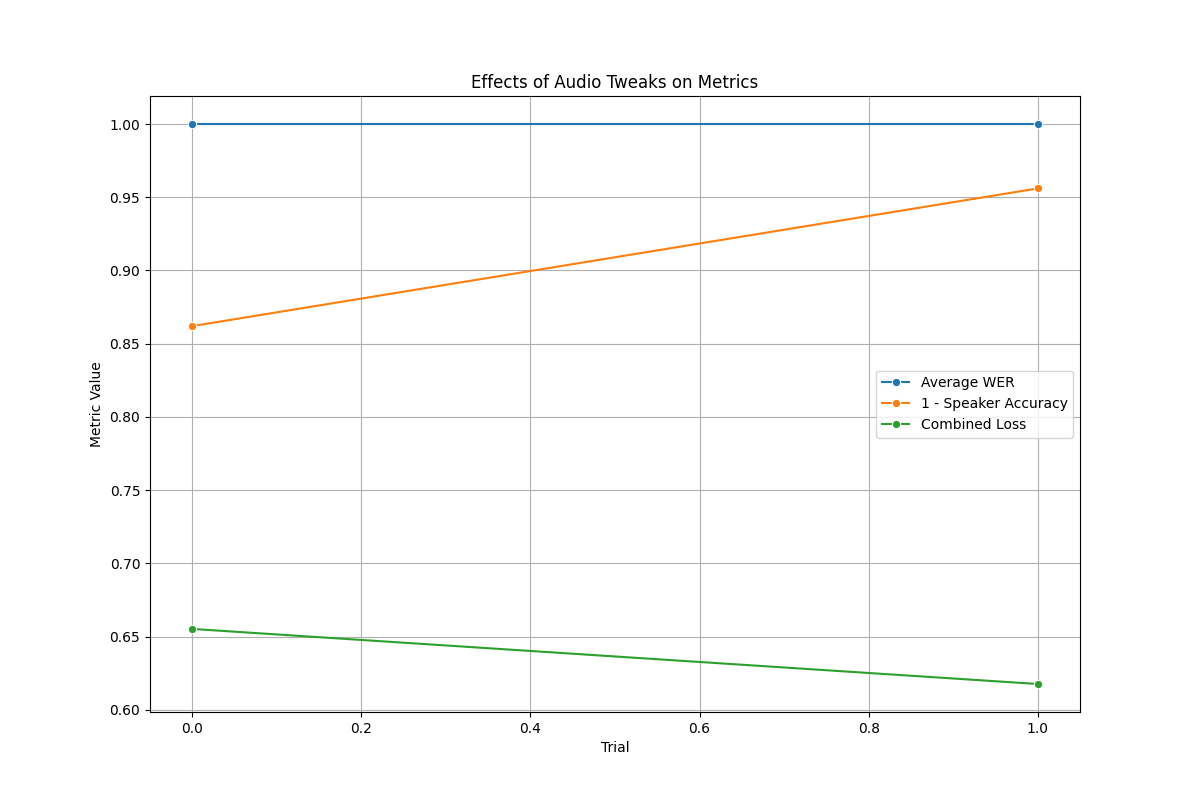 Effects of Audio Tweaks on Metrics
Metric Value
1.00
0.95
0.90
0.85
0.80
0.75
0.70
0.65
0.60
Average WER
1 - Speaker Accuracy
Combined Loss
0.0 0.2 0.4 0.6 0.8 1.0
Trial